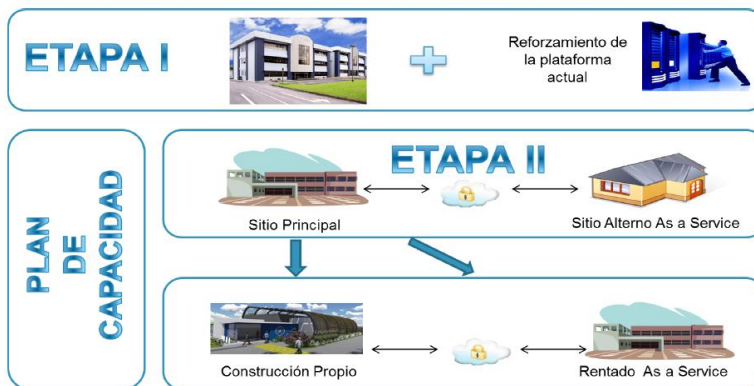 ETAPA I
Reforzamiento de
la plataforma
actual
PLAN
DE
CAPACIDAD
ETAPA II
Sitio Principal
Sitio Alterno As a Service
Construcción Propio
Rentado As a Service